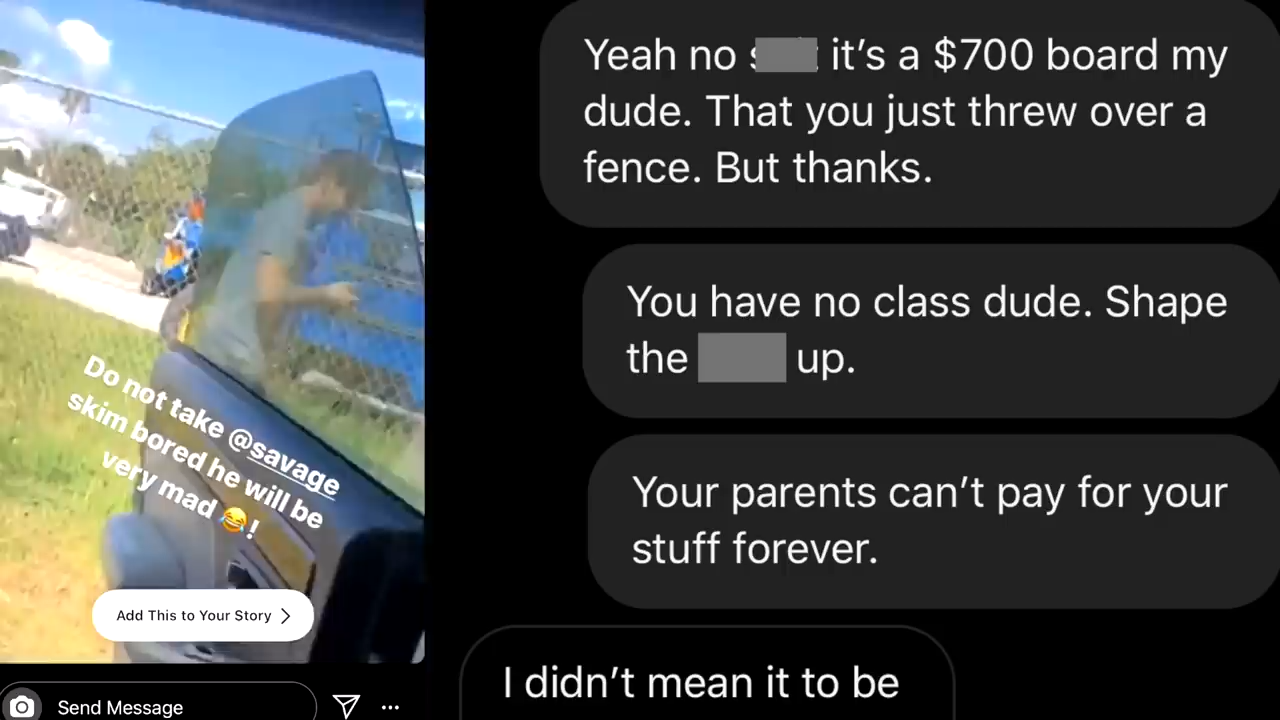 Do not take @savage
skim bored he will be
very mad 😂!
Add This to Your Story
Send Message
Yeah no it's a $700 board my
dude. That you just threw over a
fence. But thanks.
You have no class dude. Shape
the up.
Your parents can't pay for your
stuff forever.
I didn't mean it to be